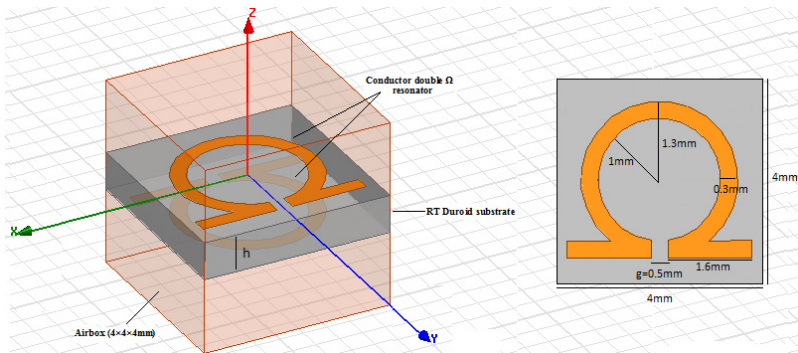 Z
Conductor double Ω
resonator
X
RT Duroid substrate
h
Airbox (4×4×4mm)
Y
1.3mm
1mm
0.3mm
4mm
1.6mm
g=0.5mm
4mm